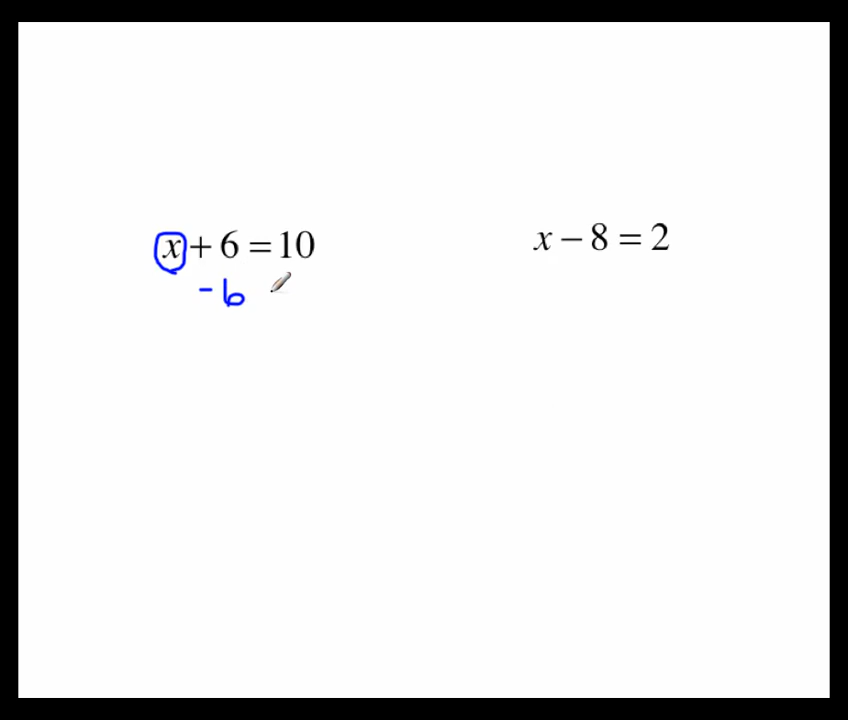 x + 6 = 10
- 6
x − 8 = 2